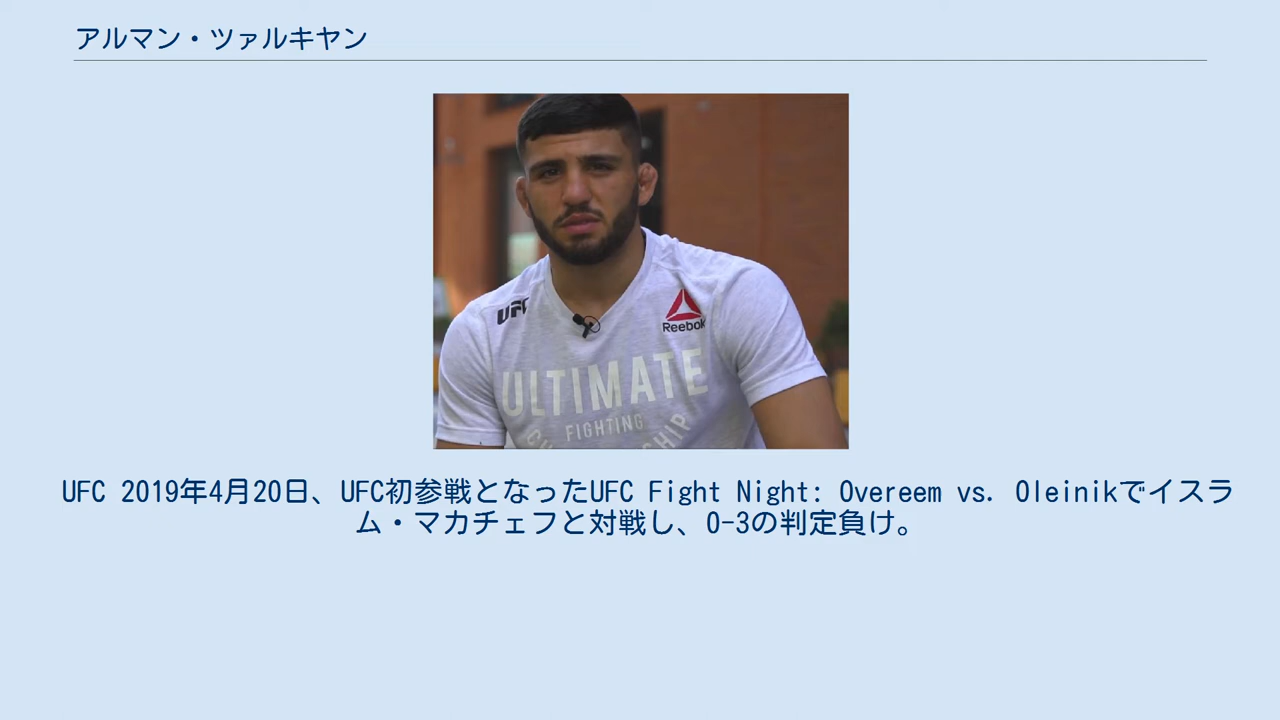 アルマン・ツァルキヤン
UFC
Reebok
ULTIMATE
FIGHTING
UFC 2019年4月20日、UFC初参戦となったUFC Fight Night: Overeem vs. Oleinikでイスラ
ム・マカチェフと対戦し、0-3の判定負け。